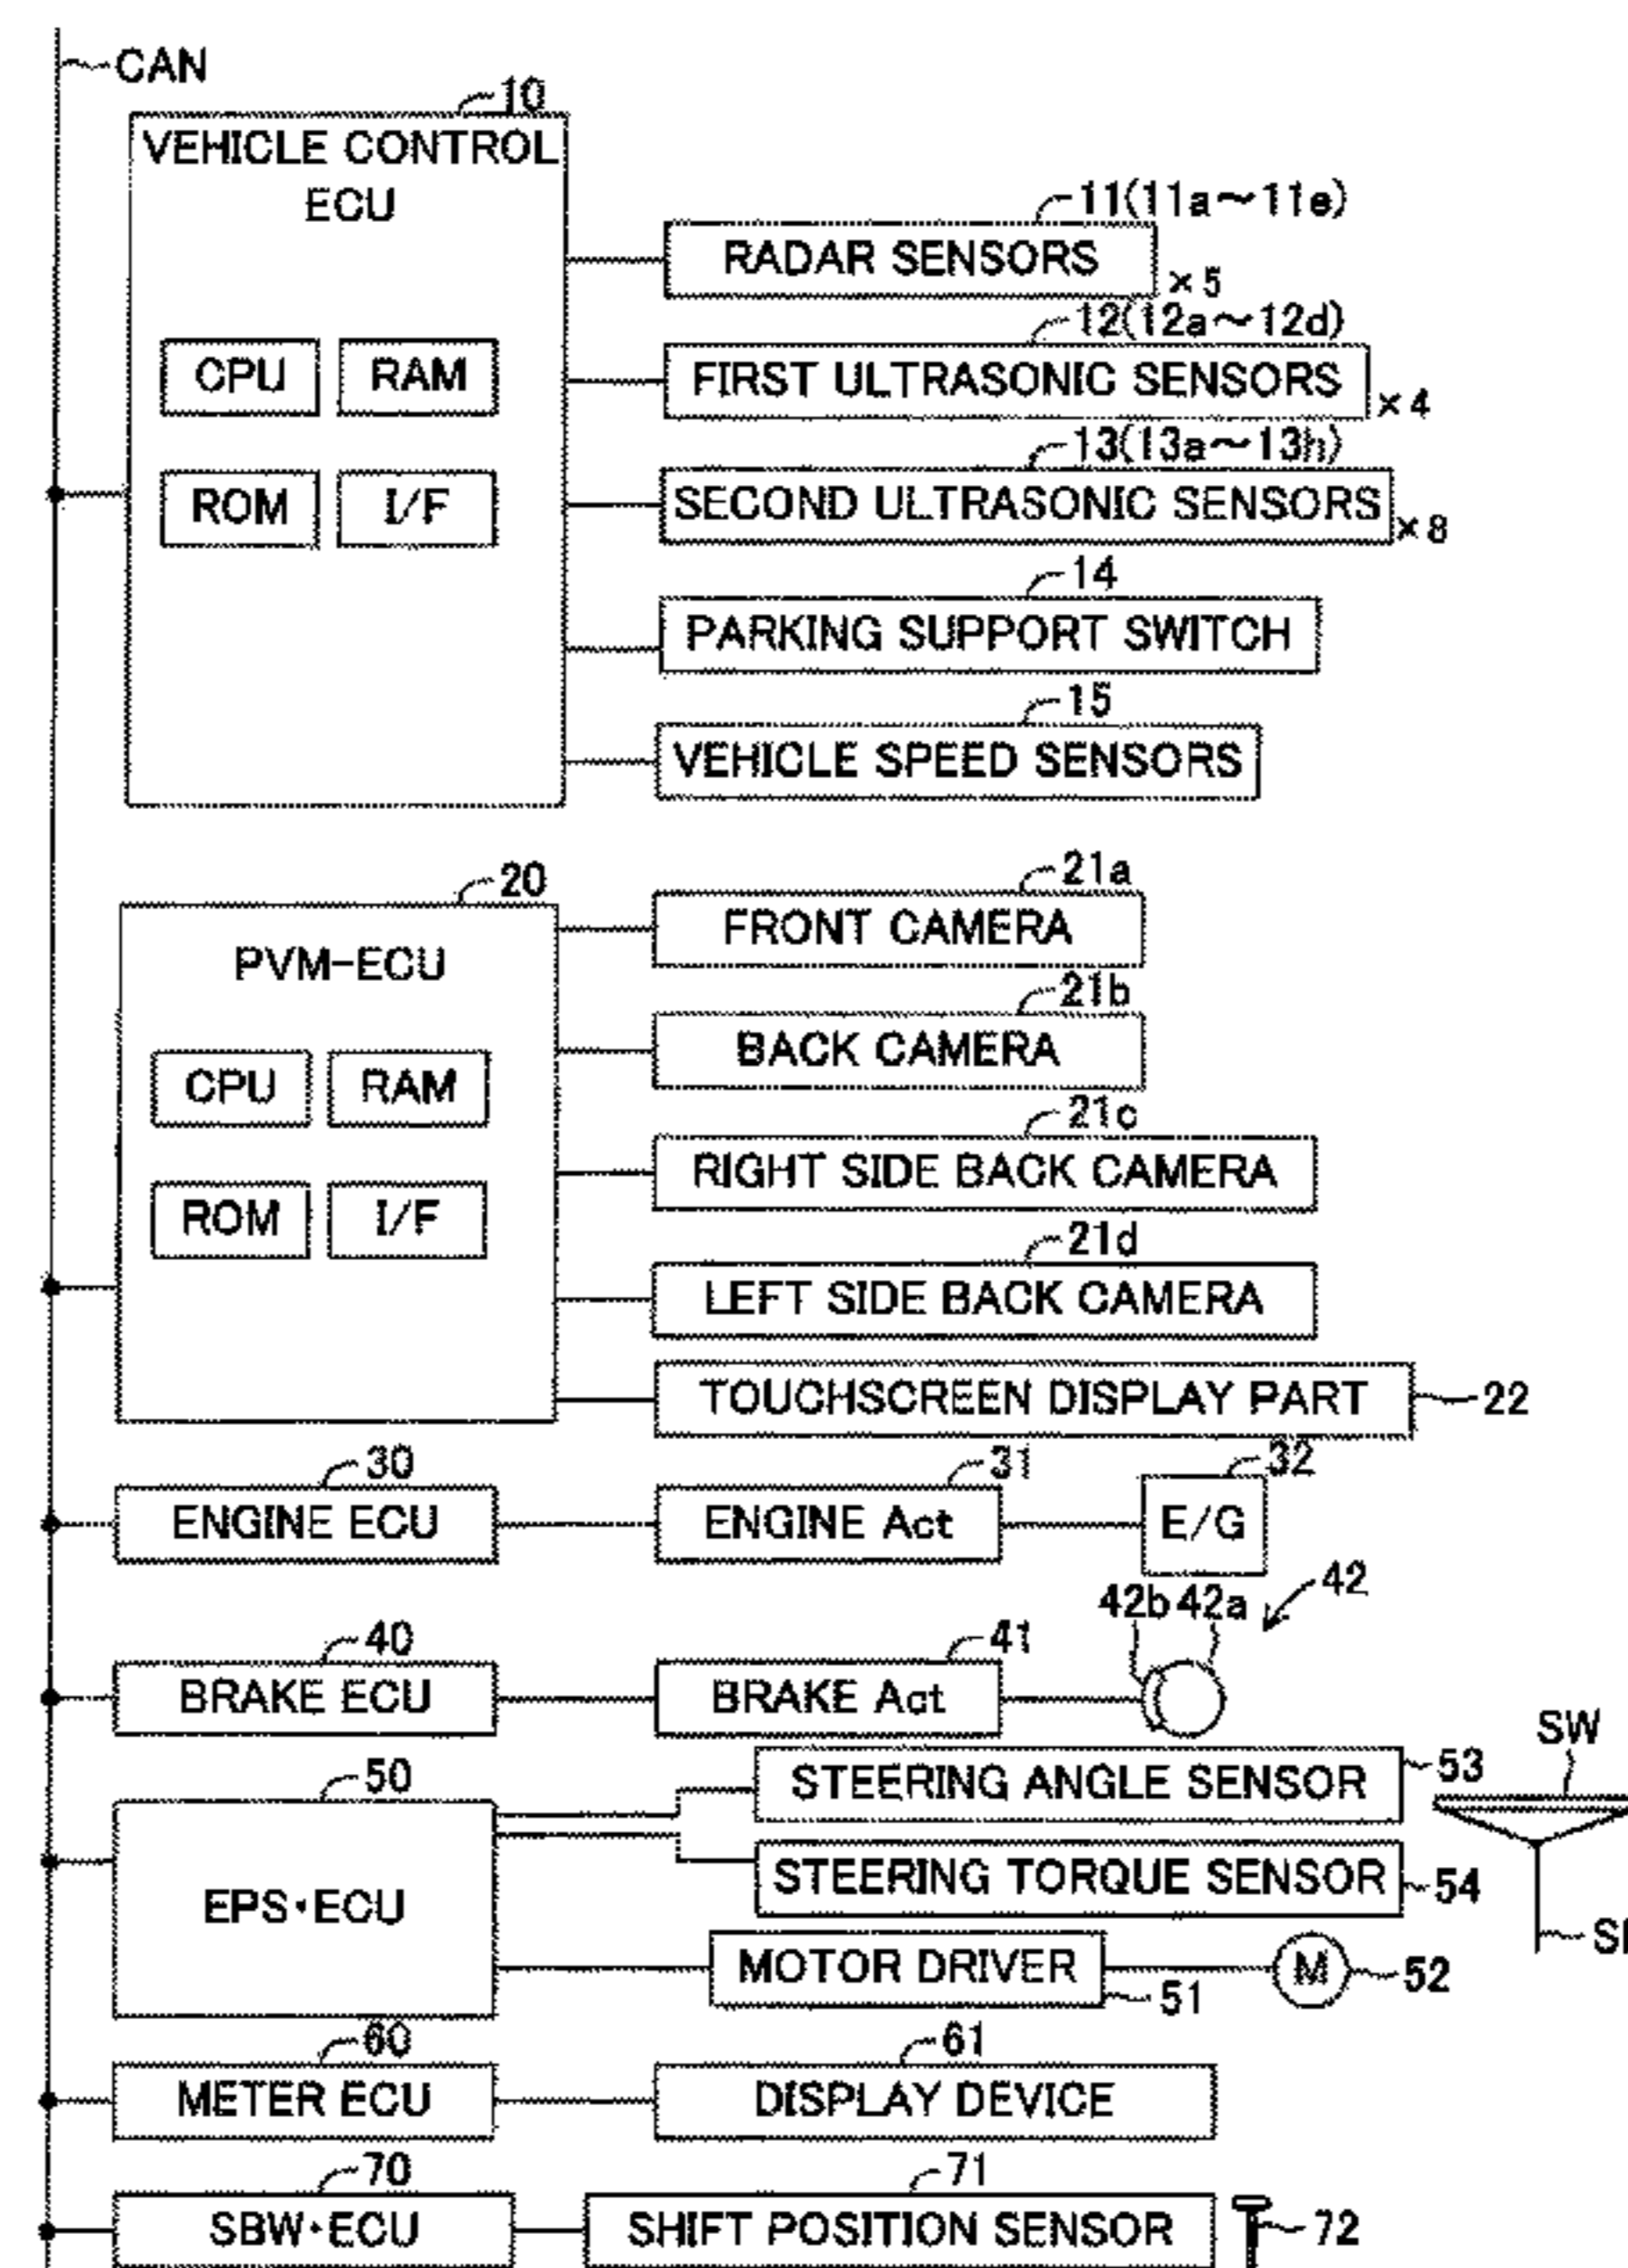 CAN
10
VEHICLE CONTROL
ECU
11(11a~11e)
RADAR SENSORS
×5
12(12a~12d)
CPU RAM
FIRST ULTRASONIC SENSORS
×4
13(13a~13h)
ROM I/F
SECOND ULTRASONIC SENSORS
×8
14
PARKING SUPPORT SWITCH
15
VEHICLE SPEED SENSORS
20
21a
PVM-ECU
FRONT CAMERA
21b
BACK CAMERA
CPU RAM
21c
RIGHT SIDE BACK CAMERA
ROM I/F
21d
LEFT SIDE BACK CAMERA
TOUCHSCREEN DISPLAY PART 22
30 31 32
ENGINE ECU ENGINE Act E/G
42b 42a 42
40 41
BRAKE ECU BRAKE Act
SW
50
STEERING ANGLE SENSOR 53
STEERING TORQUE SENSOR 54
EPS・ECU
MOTOR DRIVER M 52
51
60 61
METER ECU DISPLAY DEVICE
70 71
SBW・ECU SHIFT POSITION SENSOR 72